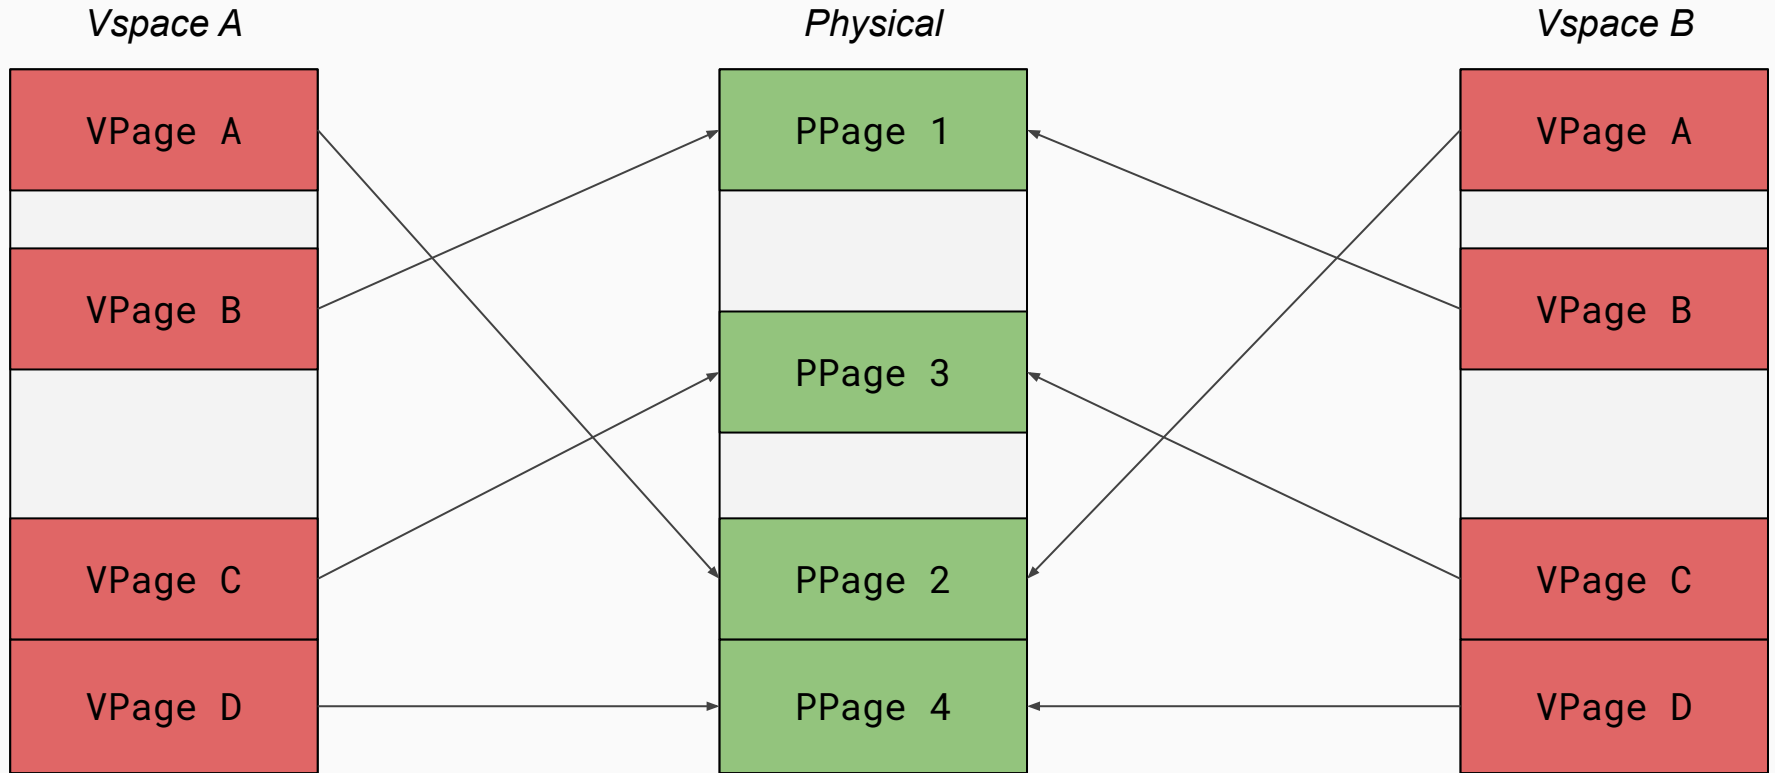 Vspace A
Physical
Vspace B
VPage A
PPage 1
VPage A
VPage B
VPage B
PPage 3
VPage C
PPage 2
VPage C
VPage D
PPage 4
VPage D